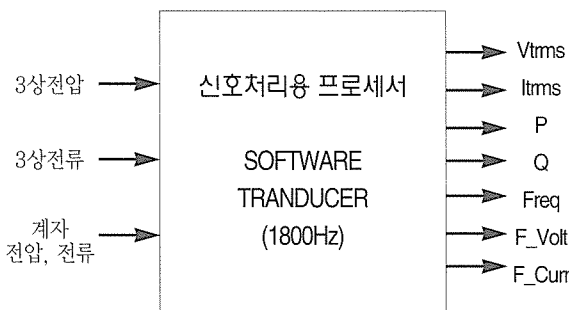 3상전압
3상전류
계자
전압, 전류
신호처리용 프로세서
SOFTWARE
TRANDUCER
(1800Hz)
Vtrms
Itrms
P
Q
Freq
F_Volt
F_Curr